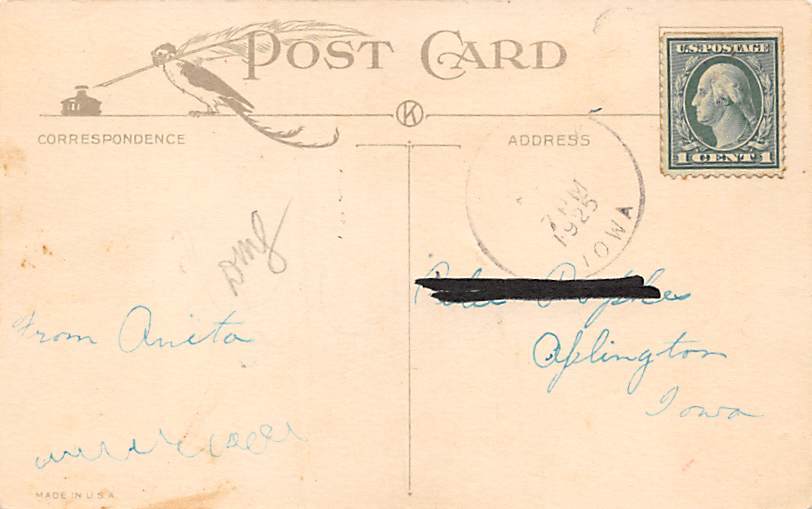 POST CARD
CORRESPONDENCE
ADDRESS
K
U.S. POSTAGE
1 CENT 1
7 PM
1925
IOWA
From Anita
Aplington
Iowa
MADE IN U.S.A.